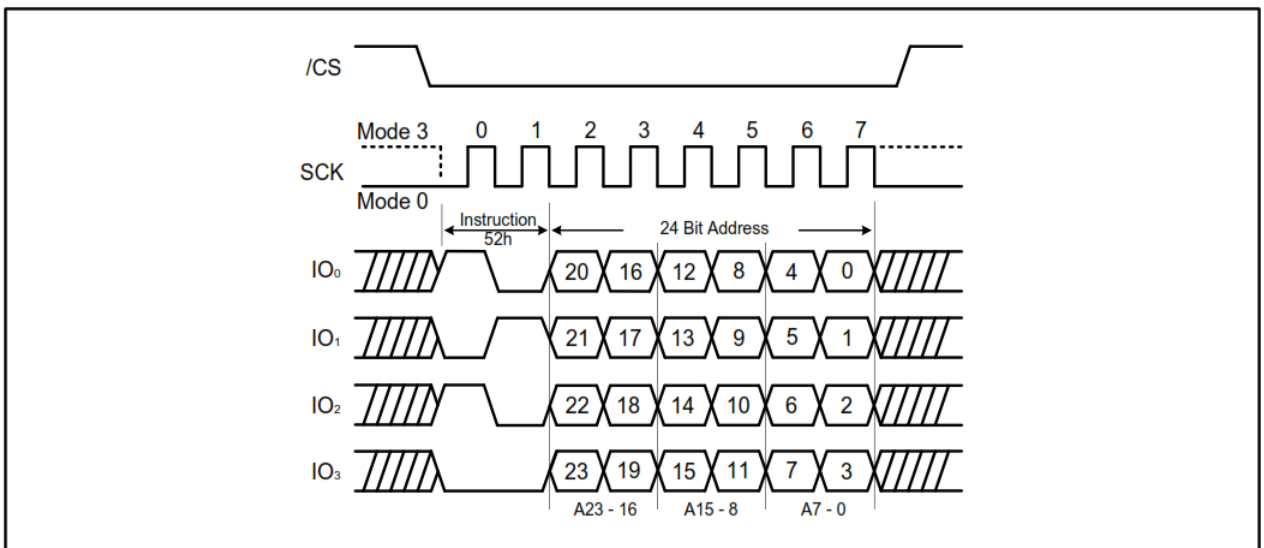 /CS
Mode 3 0 1 2 3 4 5 6 7
SCK
Mode 0
Instruction 24 Bit Address
52h
IO₀ 20 16 12 8 4 0
IO₁ 21 17 13 9 5 1
IO₂ 22 18 14 10 6 2
IO₃ 23 19 15 11 7 3
A23 - 16 A15 - 8 A7 - 0